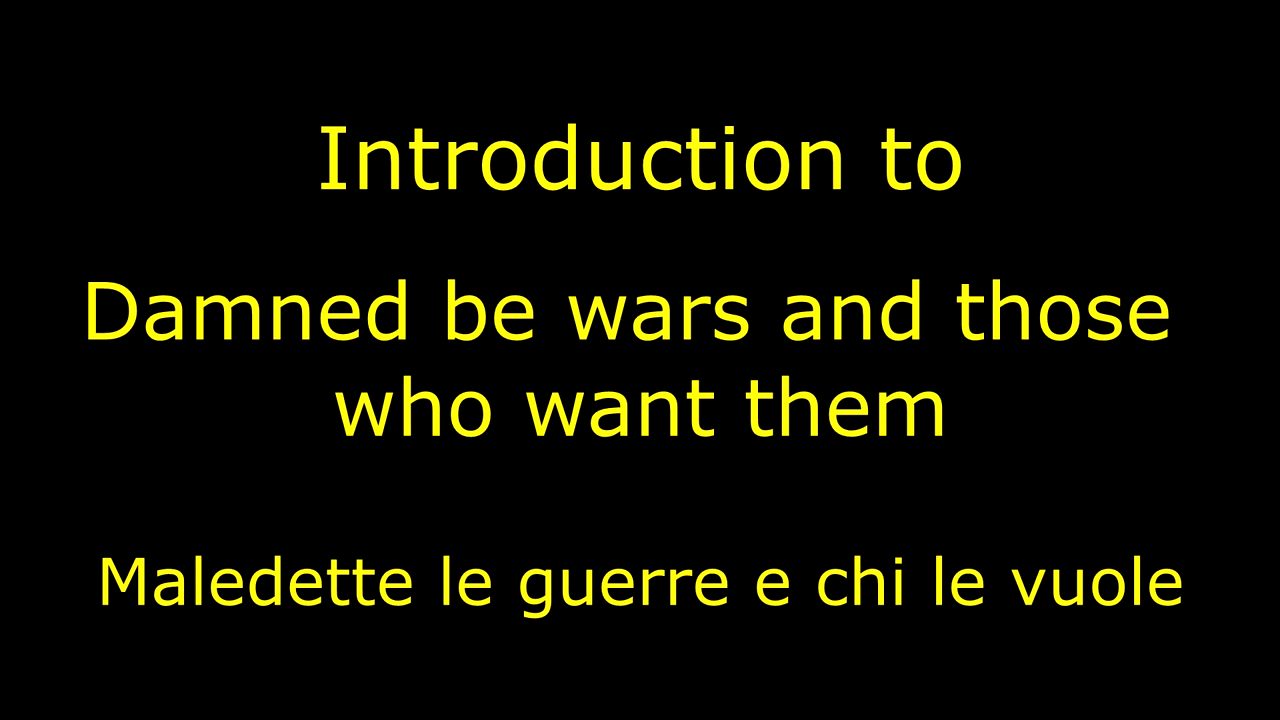 Introduction to
Damned be wars and those
who want them
Maledette le guerre e chi le vuole